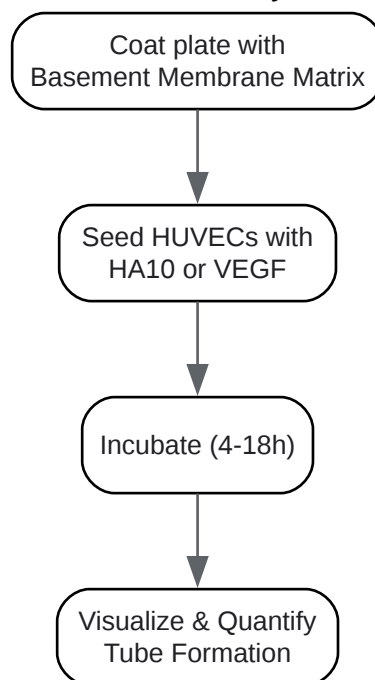 Coat plate with
Basement Membrane Matrix
Seed HUVECs with
HA10 or VEGF
Incubate (4-18h)
Visualize & Quantify
Tube Formation